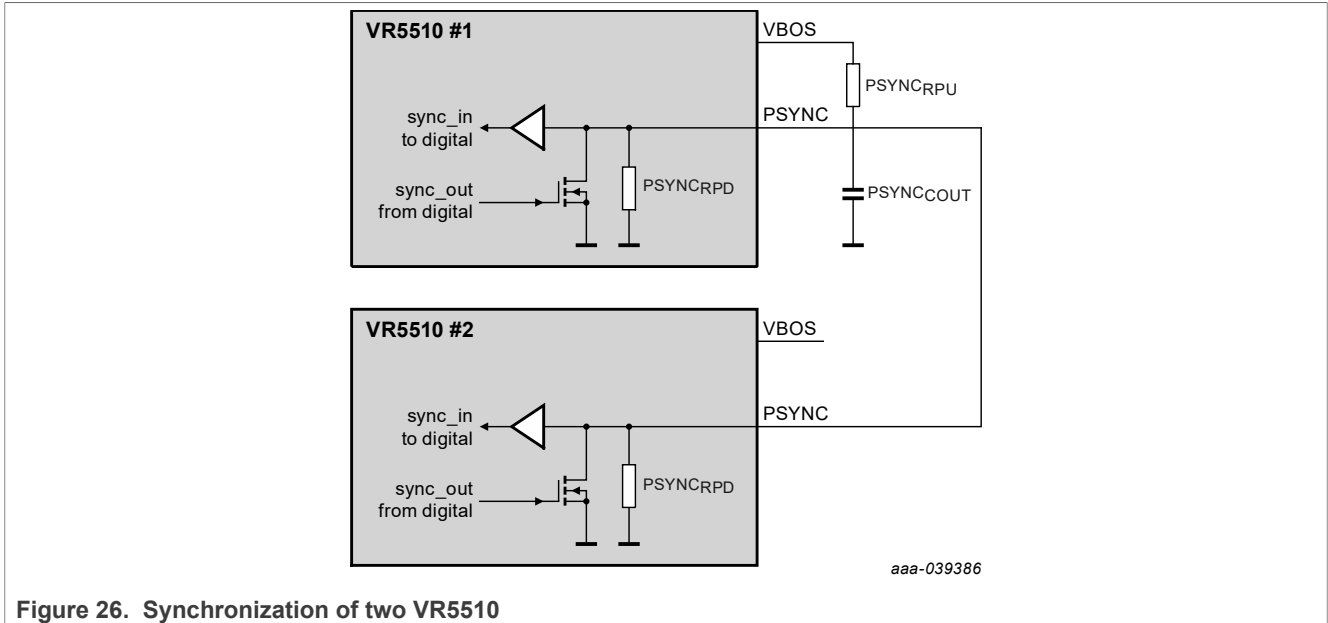 VR5510 #1
VBOS
PSYNCRPU
PSYNC
sync_in
to digital
PSYNCRPD
PSYNCCOUT
sync_out
from digital
VR5510 #2
VBOS
PSYNC
sync_in
to digital
PSYNCRPD
sync_out
from digital
aaa-039386
Figure 26. Synchronization of two VR5510